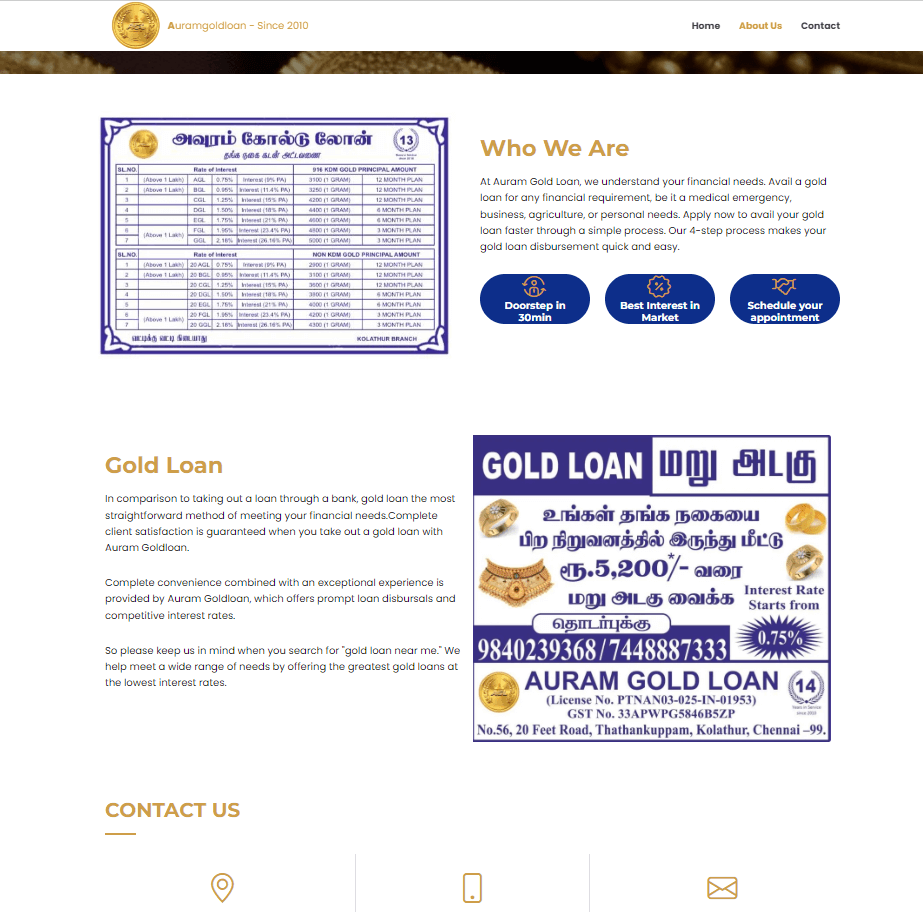 Auramgoldloan - Since 2010
Home
About Us
Contact
அவுரம் கோல்டு லோன்
13
தங்க நகை கடன் அட்டவணை
SL.NO. Rate of Interest 916 KDM GOLD PRINCIPAL AMOUNT
1 (Above 1 Lakh) AGL 0.75% Interest (9% PA) 3100 (1 GRAM) 12 MONTH PLAN
2 (Above 1 Lakh) BGL 0.95% Interest (11.4% PA) 3250 (1 GRAM) 12 MONTH PLAN
3 CGL 1.25% Interest (15% PA) 4200 (1 GRAM) 12 MONTH PLAN
4 DGL 1.50% Interest (18% PA) 4400 (1 GRAM) 6 MONTH PLAN
5 EGL 1.75% Interest (21% PA) 4600 (1 GRAM) 6 MONTH PLAN
6 (Above 1 Lakh) FGL 1.95% Interest (23.4% PA) 4800 (1 GRAM) 3 MONTH PLAN
7 GGL 2.18% Interest (26.16% PA) 5000 (1 GRAM) 3 MONTH PLAN
SL.NO. Rate of Interest NON KDM GOLD PRINCIPAL AMOUNT
1 (Above 1 Lakh) 20 AGL 0.75% Interest (9% PA) 2900 (1 GRAM) 12 MONTH PLAN
2 (Above 1 Lakh) 20 BGL 0.95% Interest (11.4% PA) 3100 (1 GRAM) 12 MONTH PLAN
3 20 CGL 1.25% Interest (15% PA) 3600 (1 GRAM) 12 MONTH PLAN
4 20 DGL 1.50% Interest (18% PA) 3800 (1 GRAM) 6 MONTH PLAN
5 20 EGL 1.75% Interest (21% PA) 4000 (1 GRAM) 6 MONTH PLAN
6 (Above 1 Lakh) 20 FGL 1.95% Interest (23.4% PA) 4200 (1 GRAM) 3 MONTH PLAN
7 20 GGL 2.18% Interest (26.16% PA) 4300 (1 GRAM) 3 MONTH PLAN
வட்டிக்கு வட்டி கிடையாது KOLATHUR BRANCH
Who We Are
At Auram Gold Loan, we understand your financial needs. Avail a gold
loan for any financial requirement, be it a medical emergency,
business, agriculture, or personal needs. Apply now to avail your gold
loan faster through a simple process. Our 4-step process makes your
gold loan disbursement quick and easy.
Doorstep in
30min
Best Interest in
Market
Schedule your
appointment
Gold Loan
In comparison to taking out a loan through a bank, gold loan the most
straightforward method of meeting your financial needs.Complete
client satisfaction is guaranteed when you take out a gold loan with
Auram Goldloan.
Complete convenience combined with an exceptional experience is
provided by Auram Goldloan, which offers prompt loan disbursals and
competitive interest rates.
So please keep us in mind when you search for "gold loan near me." We
help meet a wide range of needs by offering the greatest gold loans at
the lowest interest rates.
GOLD LOAN மறு அடகு
உங்கள் தங்க நகையை
பிற நிறுவனத்தில் இருந்து மீட்டு
ரூ.5,200*/- வரை
மறு அடகு வைக்க
Interest Rate
Starts from
0.75%
தொடர்புக்கு
9840239368/7448887333
AURAM GOLD LOAN
14
Years in Service
since 2010
(License No. PTNAN03-025-IN-01953)
GST No. 33APWPG5846B5ZP
No.56, 20 Feet Road, Thathankuppam, Kolathur, Chennai –99.
CONTACT US